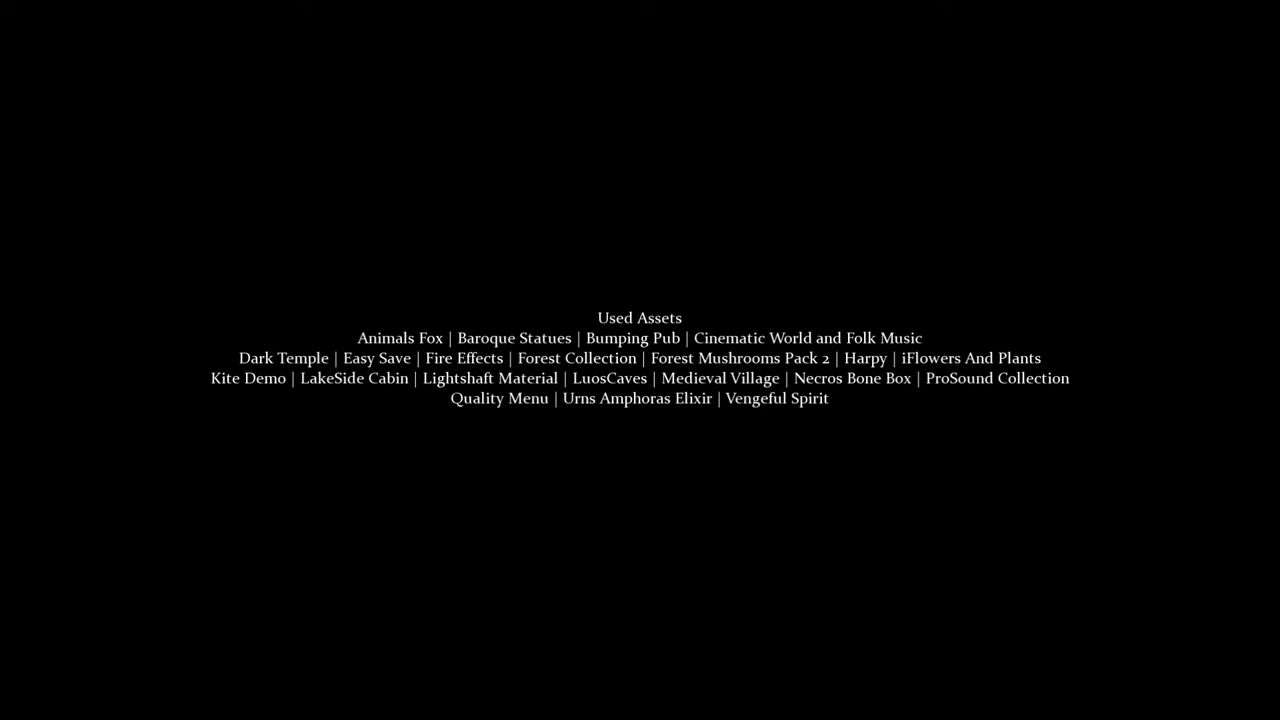 Used Assets
Animals Fox | Baroque Statues | Bumping Pub | Cinematic World and Folk Music
Dark Temple | Easy Save | Fire Effects | Forest Collection | Forest Mushrooms Pack 2 | Harpy | iFlowers And Plants
Kite Demo | LakeSide Cabin | Lightshaft Material | LuosCaves | Medieval Village | Necros Bone Box | ProSound Collection
Quality Menu | Urns Amphoras Elixir | Vengeful Spirit